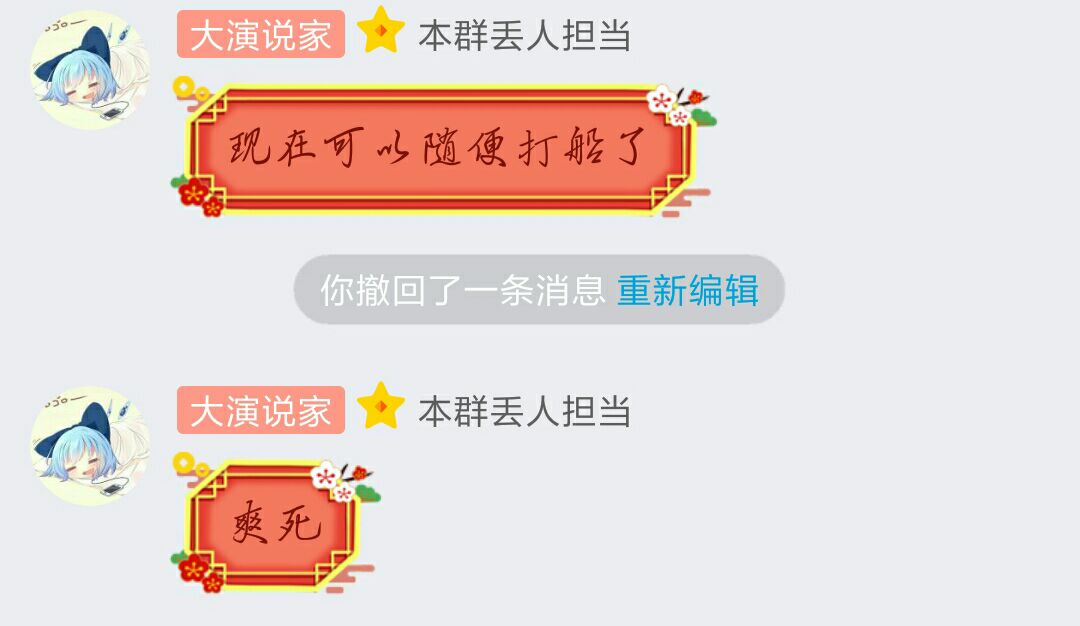 大演说家 本群丢人担当
现在可以随便打船了
你撤回了一条消息 重新编辑
大演说家 本群丢人担当
爽死